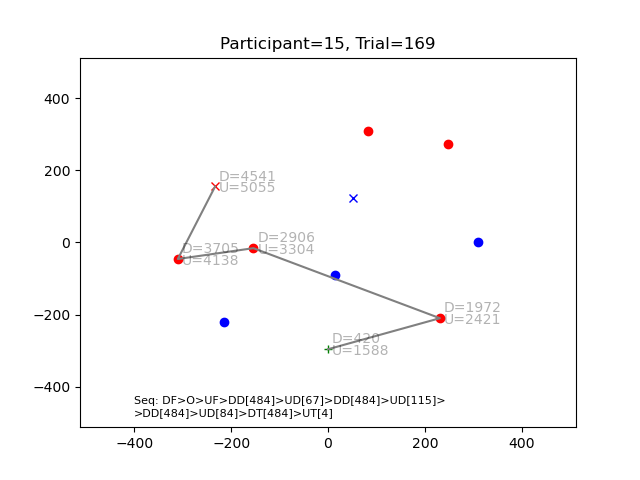 Participant=15, Trial=169
400
200
0
−200
−400
D=4541
U=5055
D=3705
U=4138
D=2906
U=3304
D=1972
U=2421
D=420
U=1588
Seq: DF>O>UF>DD[484]>UD[67]>DD[484]>UD[115]>
>DD[484]>UD[84]>DT[484]>UT[4]
−400 −200 0 200 400